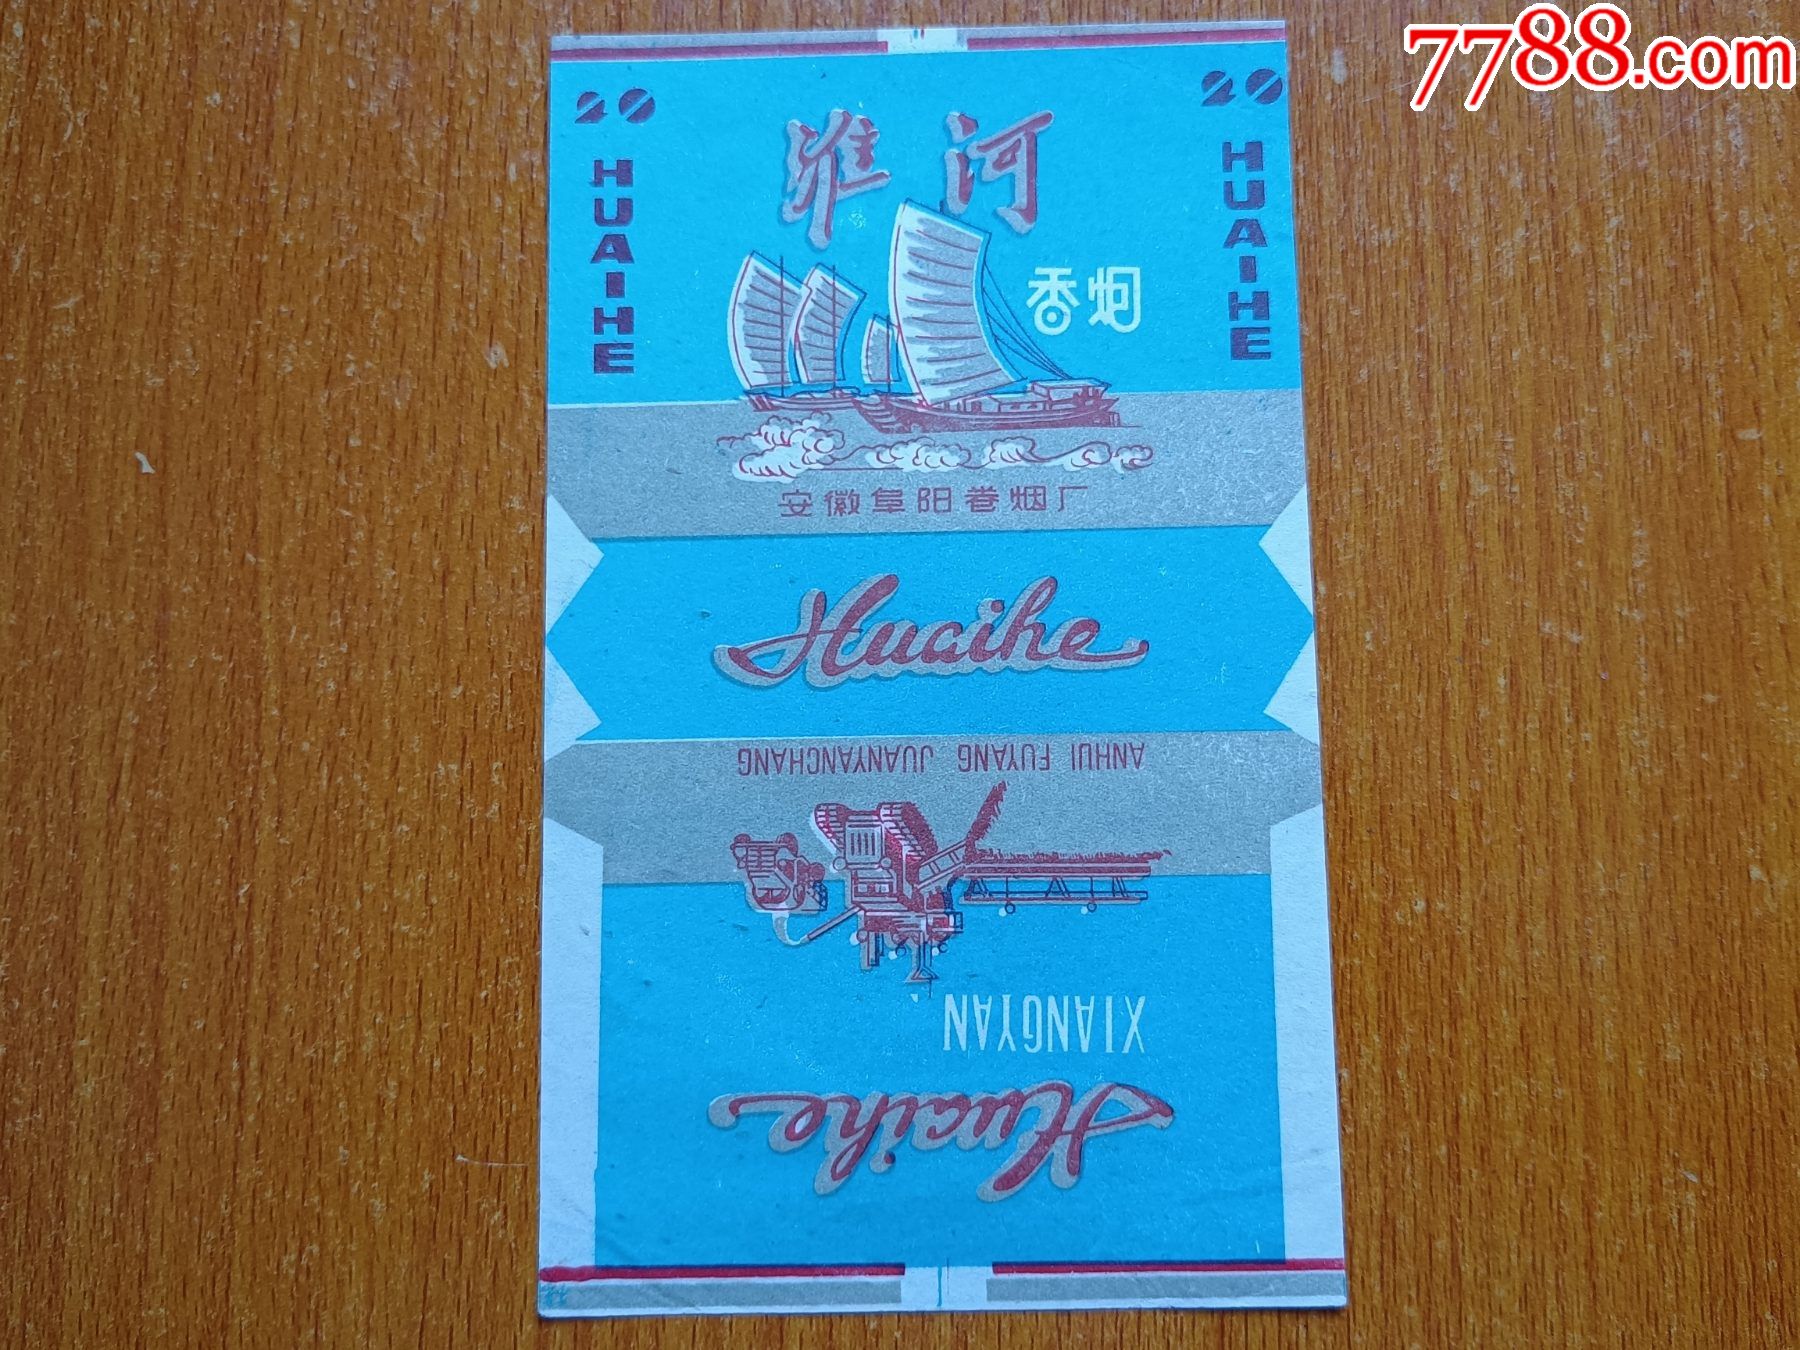 7788.com
20
20
HUAIHE
淮河
HUAIHE
香烟
安徽阜阳卷烟厂
Huaihe
ANHUI FUYANG JUANYANCHANG
XIANGYAN
Huaihe